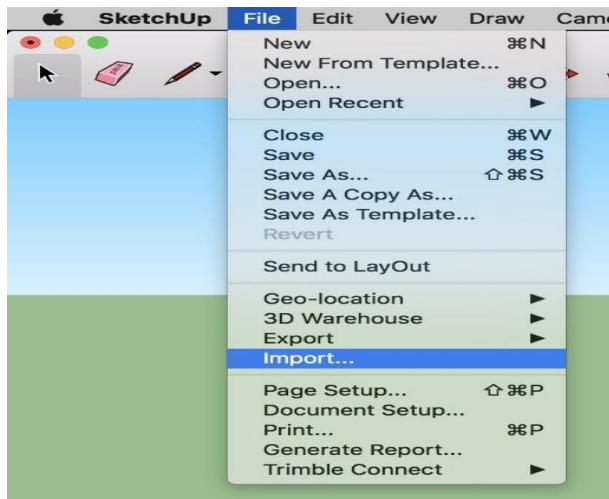 SketchUp File Edit View Draw Came
New ⌘N
New From Template...
Open... ⌘O
Open Recent ▶
Close ⌘W
Save ⌘S
Save As... ⇧⌘S
Save A Copy As...
Save As Template...
Revert
Send to LayOut
Geo-location ▶
3D Warehouse ▶
Export ▶
Import...
Page Setup... ⇧⌘P
Document Setup...
Print... ⌘P
Generate Report...
Trimble Connect ▶